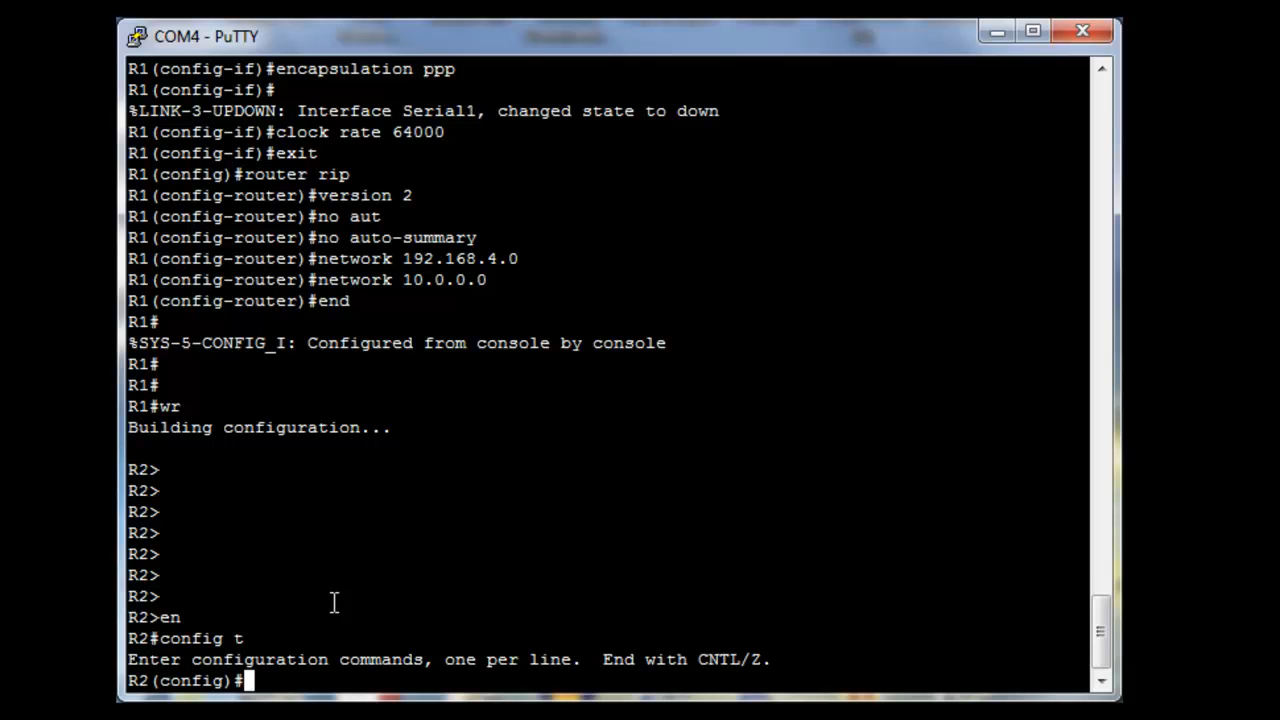 COM4 - PuTTY
R1(config-if)#encapsulation ppp
R1(config-if)#
%LINK-3-UPDOWN: Interface Serial1, changed state to down
R1(config-if)#clock rate 64000
R1(config-if)#exit
R1(config)#router rip
R1(config-router)#version 2
R1(config-router)#no aut
R1(config-router)#no auto-summary
R1(config-router)#network 192.168.4.0
R1(config-router)#network 10.0.0.0
R1(config-router)#end
R1#
%SYS-5-CONFIG_I: Configured from console by console
R1#
R1#
R1#wr
Building configuration...
R2>
R2>
R2>
R2>
R2>
R2>
R2>
R2>en
R2#config t
Enter configuration commands, one per line.  End with CNTL/Z.
R2(config)#